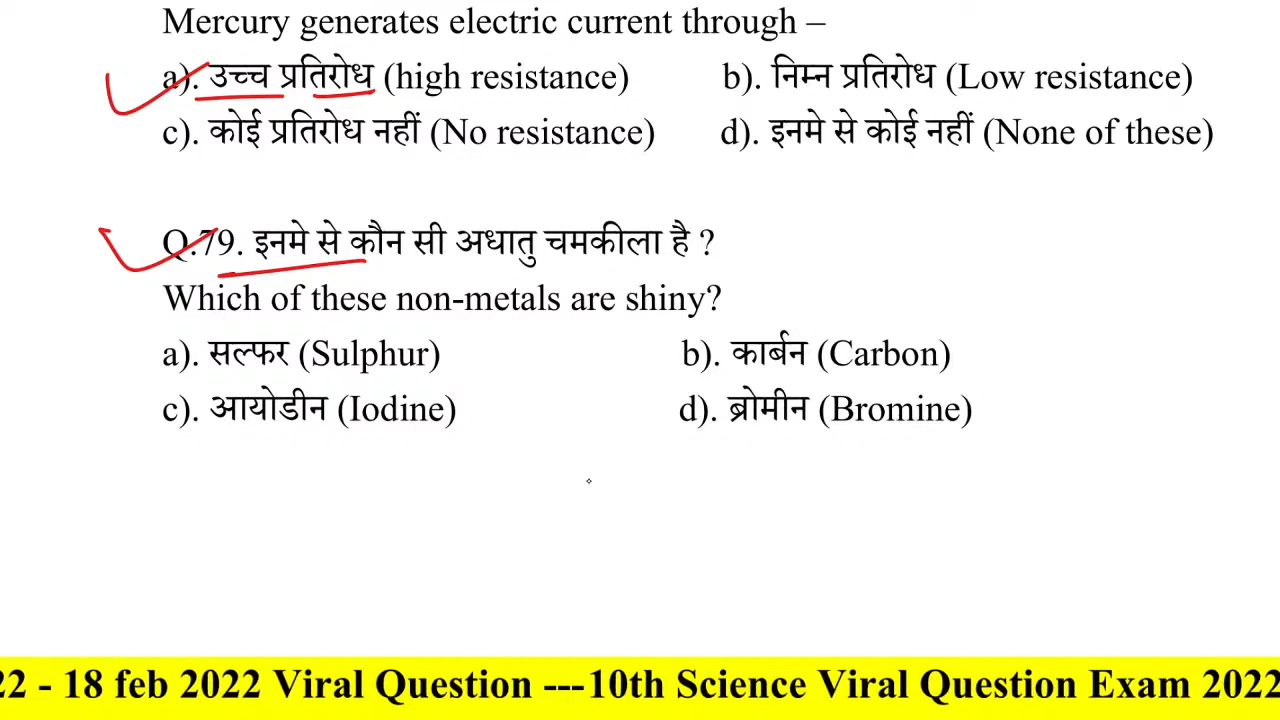 Mercury generates electric current through –
a). उच्च प्रतिरोध (high resistance) b). निम्न प्रतिरोध (Low resistance)
c). कोई प्रतिरोध नहीं (No resistance) d). इनमे से कोई नहीं (None of these)
Q.79. इनमे से कौन सी अधातु चमकीला है ?
Which of these non-metals are shiny?
a). सल्फर (Sulphur) b). कार्बन (Carbon)
c). आयोडीन (Iodine) d). ब्रोमीन (Bromine)
22 - 18 feb 2022 Viral Question ---10th Science Viral Question Exam 2022